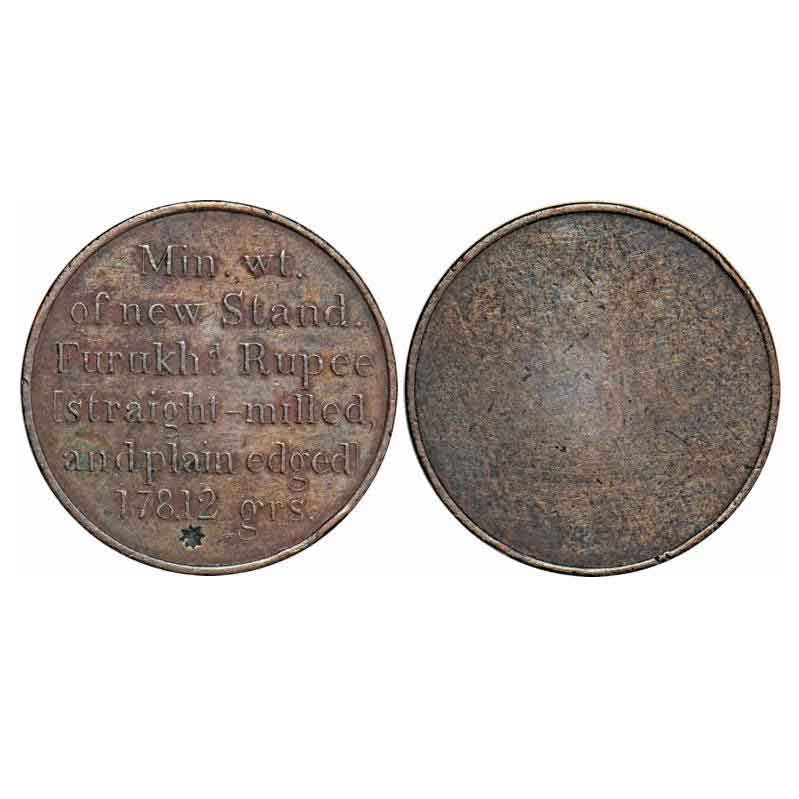 Min. wt.
of new Stand.
Furukhd. Rupee
[straight-milled,
and plain edged]
178.12 grs.